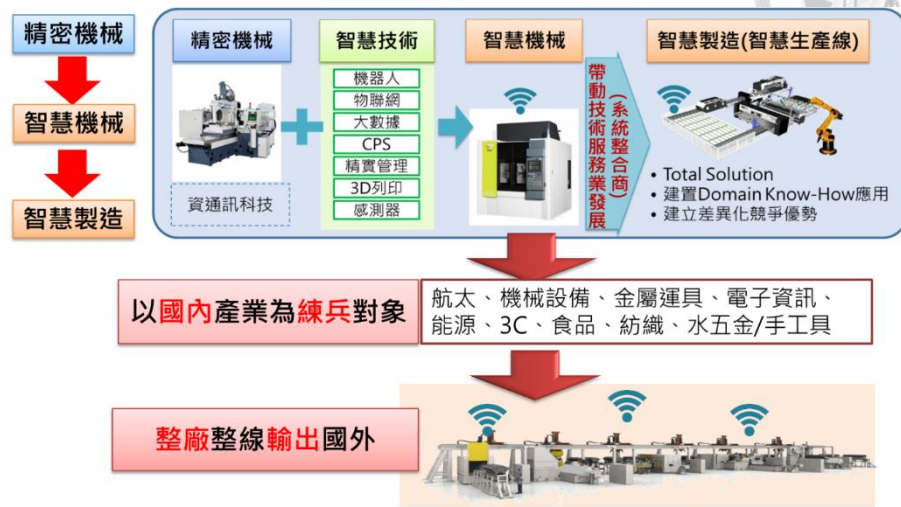 精密機械
智慧機械
智慧製造
精密機械
資通訊科技
智慧技術
機器人
物聯網
大數據
CPS
精實管理
3D列印
感測器
智慧機械
帶動技術服務業發展
(系統整合商)
智慧製造(智慧生產線)
• Total Solution
• 建置Domain Know-How應用
• 建立差異化競爭優勢
以國內產業為練兵對象
航太、機械設備、金屬運具、電子資訊、
能源、3C、食品、紡織、水五金/手工具
整廠整線輸出國外